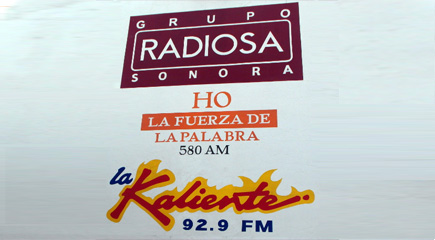 GRUPO
RADIOSA
SONORA
HO
LA FUERZA DE
LA PALABRA
580 AM
la
Kaliente
92.9 FM